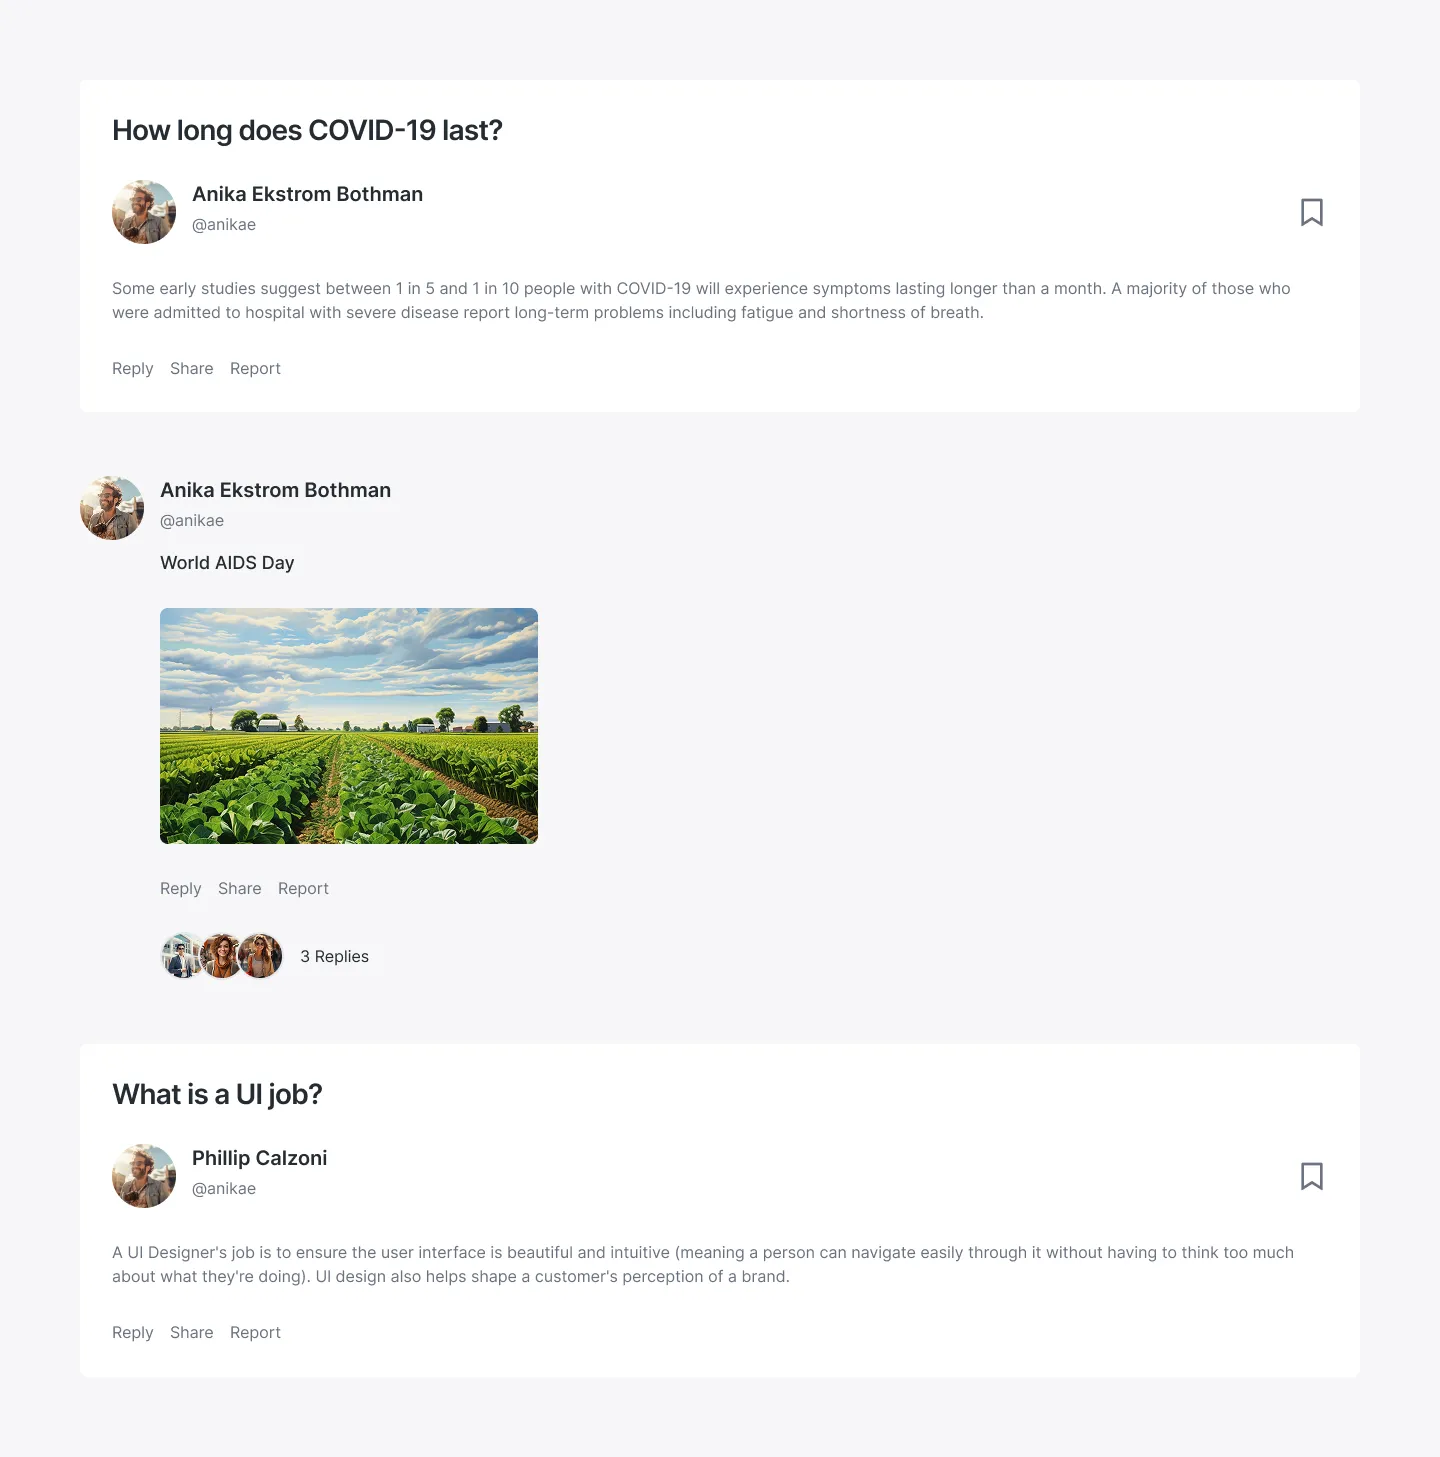 How long does COVID-19 last?
Anika Ekstrom Bothman
@anikae
Some early studies suggest between 1 in 5 and 1 in 10 people with COVID-19 will experience symptoms lasting longer than a month. A majority of those who
were admitted to hospital with severe disease report long-term problems including fatigue and shortness of breath.
Reply Share Report
Anika Ekstrom Bothman
@anikae
World AIDS Day
Reply Share Report
3 Replies
What is a UI job?
Phillip Calzoni
@anikae
A UI Designer's job is to ensure the user interface is beautiful and intuitive (meaning a person can navigate easily through it without having to think too much
about what they're doing). UI design also helps shape a customer's perception of a brand.
Reply Share Report